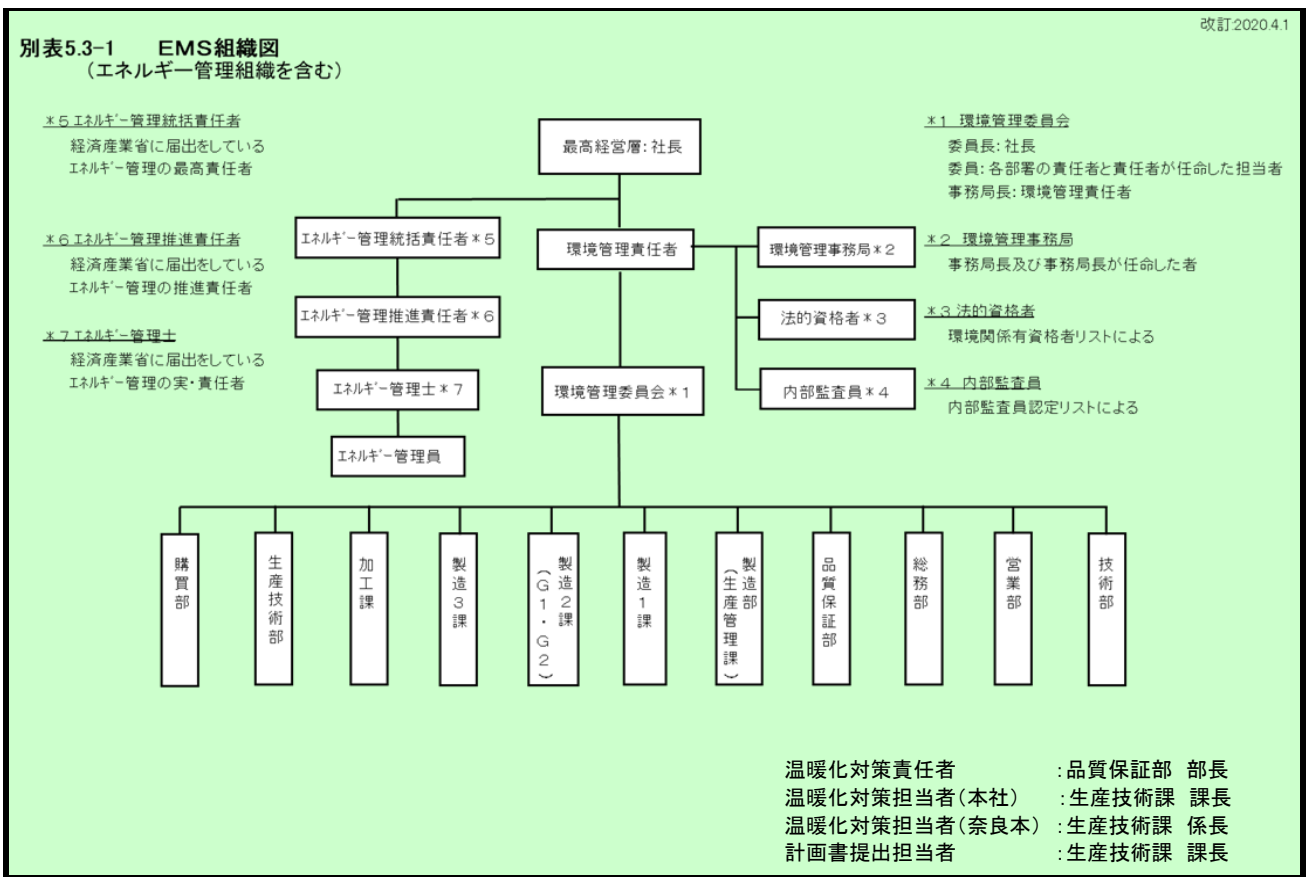 改訂:2020.4.1
別表5.3-1 EMS組織図
（エネルギー管理組織を含む）
＊5 ｴﾈﾙｷﾞｰ管理統括責任者
経済産業省に届出をしている
ｴﾈﾙｷﾞｰ管理の最高責任者
＊6 ｴﾈﾙｷﾞｰ管理推進責任者
経済産業省に届出をしている
ｴﾈﾙｷﾞｰ管理の推進責任者
＊7 ｴﾈﾙｷﾞｰ管理士
経済産業省に届出をしている
ｴﾈﾙｷﾞｰ管理の実・責任者
最高経営層:社長
ｴﾈﾙｷﾞｰ管理統括責任者＊5
環境管理責任者
環境管理事務局＊2
ｴﾈﾙｷﾞｰ管理推進責任者＊6
法的資格者＊3
ｴﾈﾙｷﾞｰ管理士＊7
環境管理委員会＊1
内部監査員＊4
ｴﾈﾙｷﾞｰ管理員
＊1 環境管理委員会
委員長:社長
委員:各部署の責任者と責任者が任命した担当者
事務局長:環境管理責任者
＊2 環境管理事務局
事務局長及び事務局長が任命した者
＊3 法的資格者
環境関係有資格者リストによる
＊4 内部監査員
内部監査員認定リストによる
購買部
生産技術部
加工課
製造3課
製造2課
（G1・G2）
製造1課
製造部
（生産管理課）
品質保証部
総務部
営業部
技術部
温暖化対策責任者 :品質保証部 部長
温暖化対策担当者（本社） :生産技術課 課長
温暖化対策担当者（奈良本） :生産技術課 係長
計画書提出担当者 :生産技術課 課長